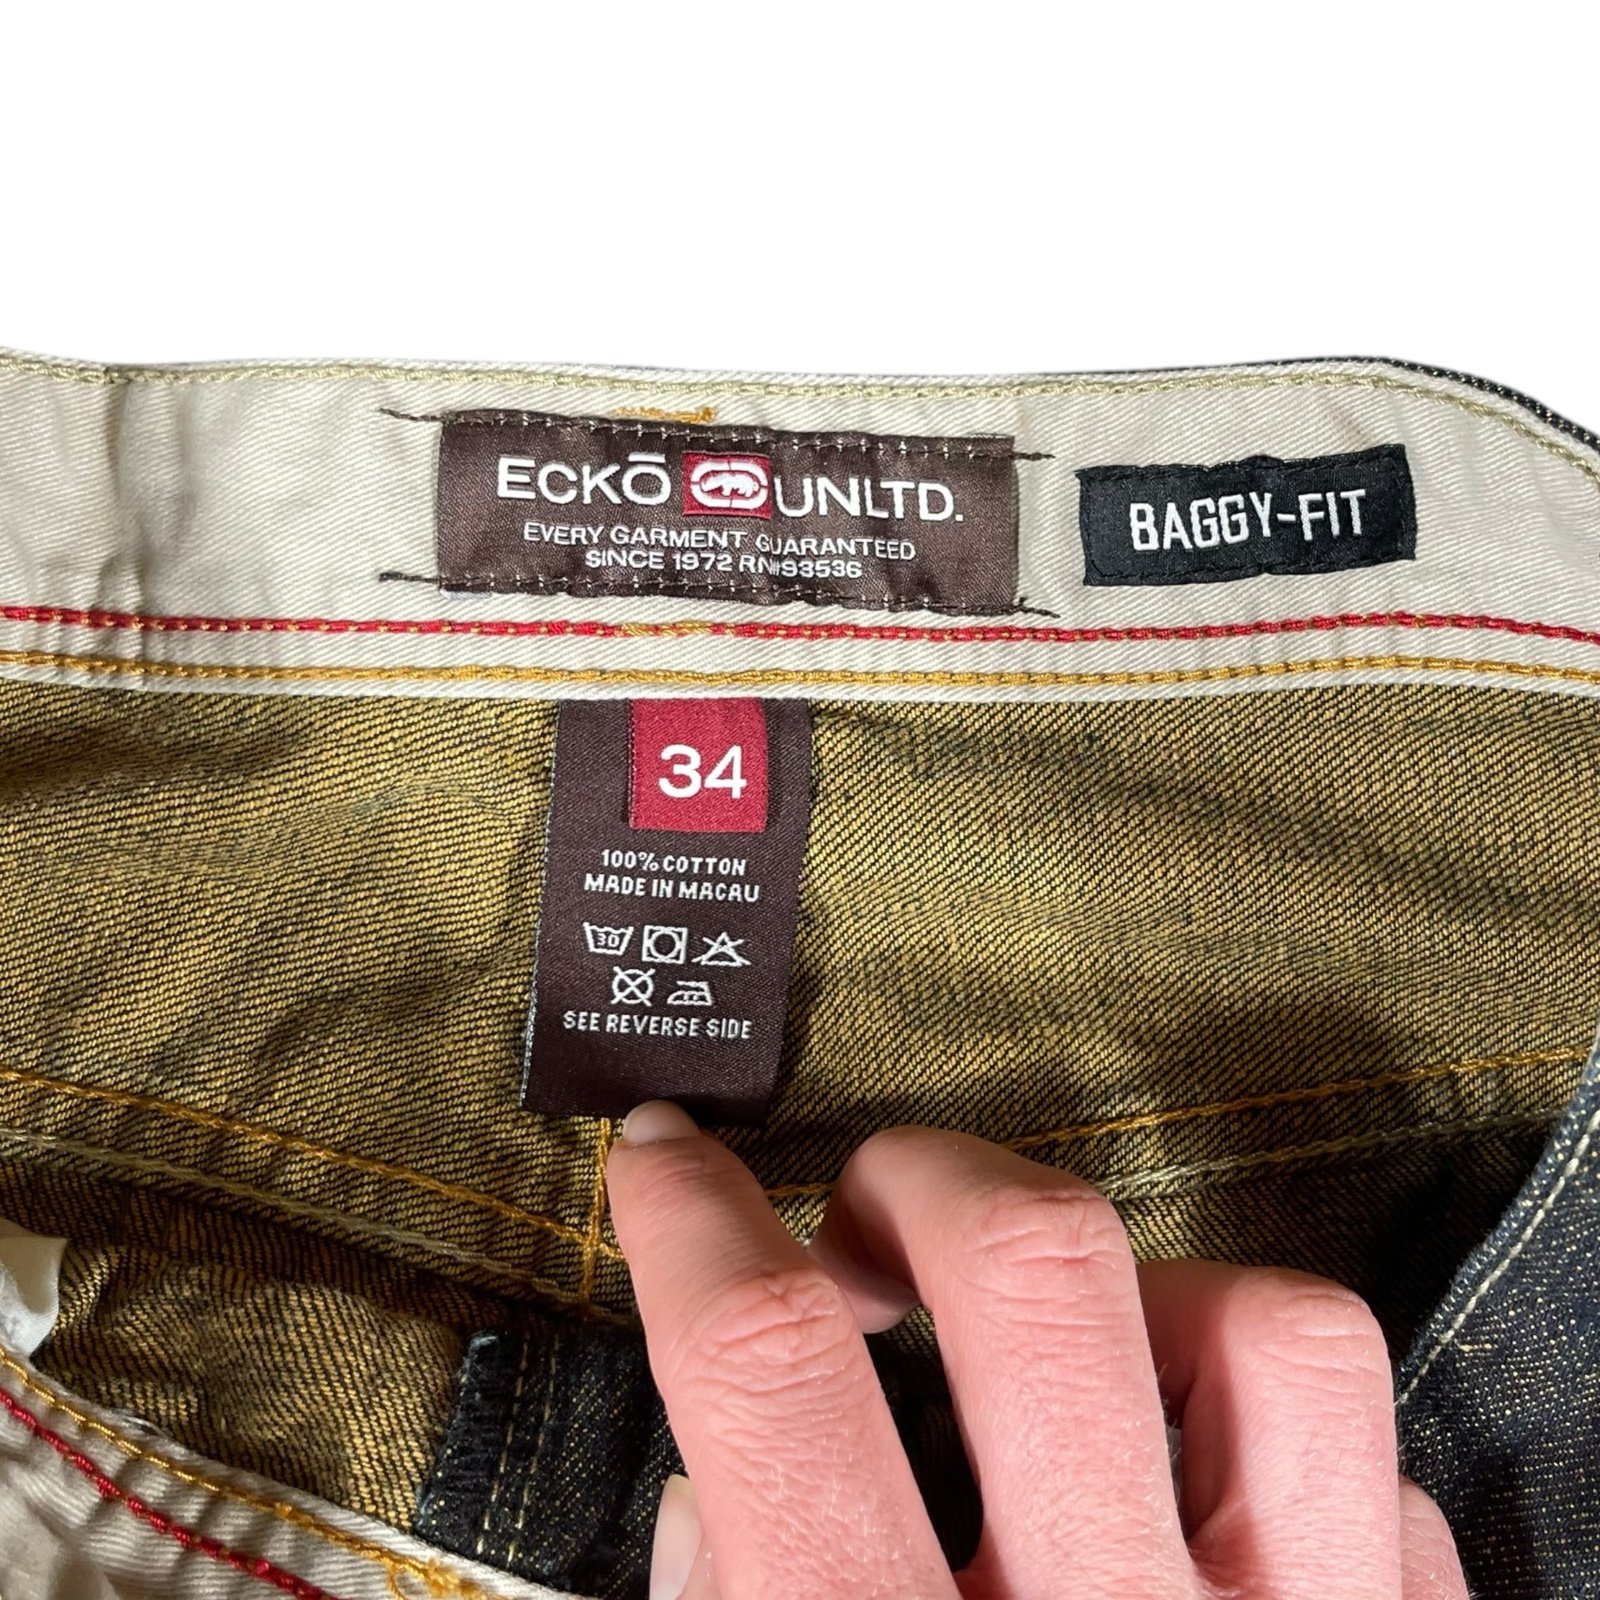 ECKŌ UNLTD.
EVERY GARMENT GUARANTEED
SINCE 1972 RN#93536
BAGGY-FIT
34
100% COTTON
MADE IN MACAU
30
SEE REVERSE SIDE